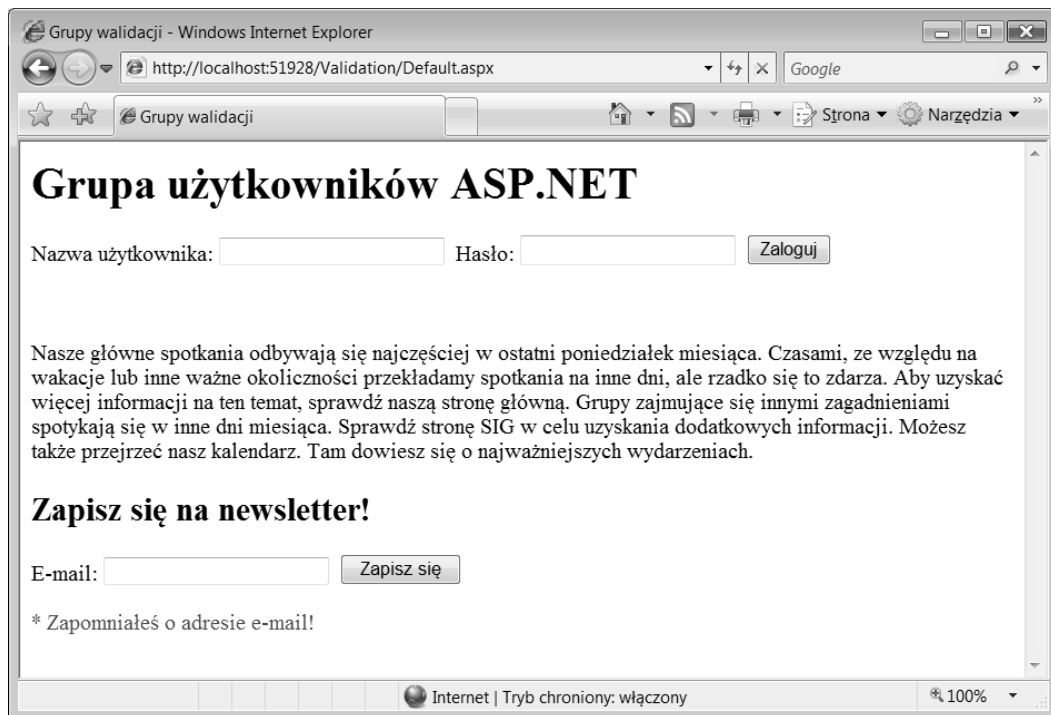 Grupy walidacji - Windows Internet Explorer
http://localhost:51928/Validation/Default.aspx
Google
Grupy walidacji
Strona
Narzędzia
Grupa użytkowników ASP.NET
Nazwa użytkownika: Hasło: Zaloguj
Nasze główne spotkania odbywają się najczęściej w ostatni poniedziałek miesiąca. Czasami, ze względu na
wakacje lub inne ważne okoliczności przekładamy spotkania na inne dni, ale rzadko się to zdarza. Aby uzyskać
więcej informacji na ten temat, sprawdź naszą stronę główną. Grupy zajmujące się innymi zagadnieniami
spotykają się w inne dni miesiąca. Sprawdź stronę SIG w celu uzyskania dodatkowych informacji. Możesz
także przejrzeć nasz kalendarz. Tam dowiesz się o najważniejszych wydarzeniach.
Zapisz się na newsletter!
E-mail: Zapisz się
* Zapomniałeś o adresie e-mail!
Internet | Tryb chroniony: włączony
100%